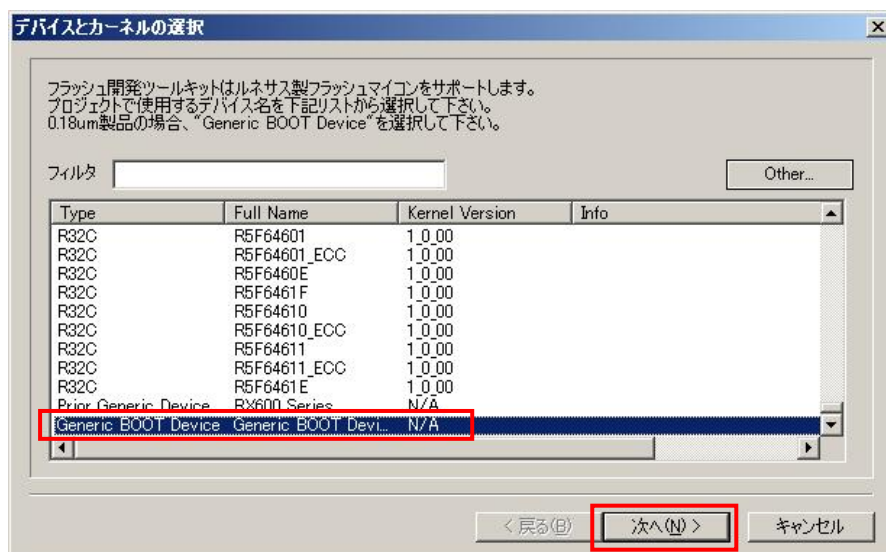 デバイスとカーネルの選択
フラッシュ開発ツールキットはルネサス製フラッシュマイコンをサポートします。
プロジェクトで使用するデバイス名を下記リストから選択して下さい。
0.18um製品の場合、“Generic BOOT Device”を選択して下さい。
フィルタ
Other...
Type Full Name Kernel Version Info
R32C R5F64601 1_0_00
R32C R5F64601_ECC 1_0_00
R32C R5F6460E 1_0_00
R32C R5F6461F 1_0_00
R32C R5F64610 1_0_00
R32C R5F64610_ECC 1_0_00
R32C R5F64611 1_0_00
R32C R5F64611_ECC 1_0_00
R32C R5F6461E 1_0_00
Prior Generic Device RX600 Series N/A
Generic BOOT Device Generic BOOT Devi... N/A
< 戻る(B) 次へ(N) > キャンセル